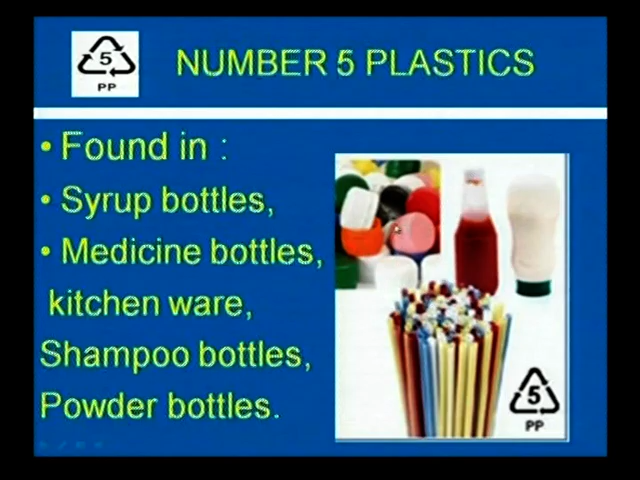 5
PP
NUMBER 5 PLASTICS
• Found in :
• Syrup bottles,
• Medicine bottles,
kitchen ware,
Shampoo bottles,
Powder bottles.
5
PP